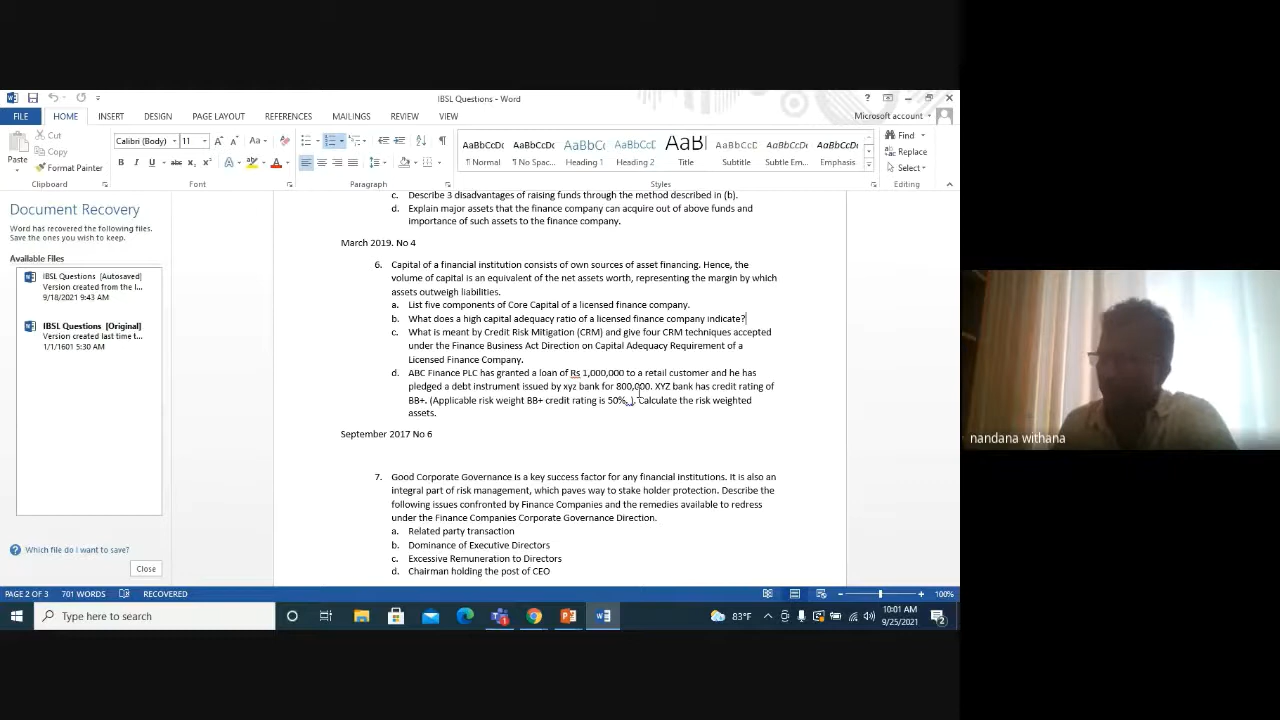 IBSL Questions - Word
Microsoft account
FILE HOME INSERT DESIGN PAGE LAYOUT REFERENCES MAILINGS REVIEW VIEW
Paste
Cut
Copy
Format Painter
Clipboard
Calibri (Body) 11
Font
Paragraph
AaBbCcDc AaBbCcDc AaBbCc AaBbCcC AaBl AaBbCcD AaBbCcDc AaBbCcDc
¶ Normal ¶ No Spac... Heading 1 Heading 2 Title Subtitle Subtle Em... Emphasis
Styles
Find
Replace
Select
Editing
Document Recovery
Word has recovered the following files.
Save the ones you wish to keep.
Available Files
IBSL Questions [Autosaved]
Version created from the l...
9/18/2021 9:43 AM
IBSL Questions [Original]
Version created last time t...
1/1/1601 5:30 AM
Which file do I want to save?
Close
c. Describe 3 disadvantages of raising funds through the method described in (b).
d. Explain major assets that the finance company can acquire out of above funds and
importance of such assets to the finance company.
March 2019. No 4
6. Capital of a financial institution consists of own sources of asset financing. Hence, the
volume of capital is an equivalent of the net assets worth, representing the margin by which
assets outweigh liabilities.
a. List five components of Core Capital of a licensed finance company.
b. What does a high capital adequacy ratio of a licensed finance company indicate?
c. What is meant by Credit Risk Mitigation (CRM) and give four CRM techniques accepted
under the Finance Business Act Direction on Capital Adequacy Requirement of a
Licensed Finance Company.
d. ABC Finance PLC has granted a loan of Rs 1,000,000 to a retail customer and he has
pledged a debt instrument issued by xyz bank for 800,000. XYZ bank has credit rating of
BB+. (Applicable risk weight BB+ credit rating is 50%. ). Calculate the risk weighted
assets.
September 2017 No 6
7. Good Corporate Governance is a key success factor for any financial institutions. It is also an
integral part of risk management, which paves way to stake holder protection. Describe the
following issues confronted by Finance Companies and the remedies available to redress
under the Finance Companies Corporate Governance Direction.
a. Related party transaction
b. Dominance of Executive Directors
c. Excessive Remuneration to Directors
d. Chairman holding the post of CEO
nandana withana
PAGE 2 OF 3 701 WORDS RECOVERED 100%
Type here to search
83°F
10:01 AM
9/25/2021